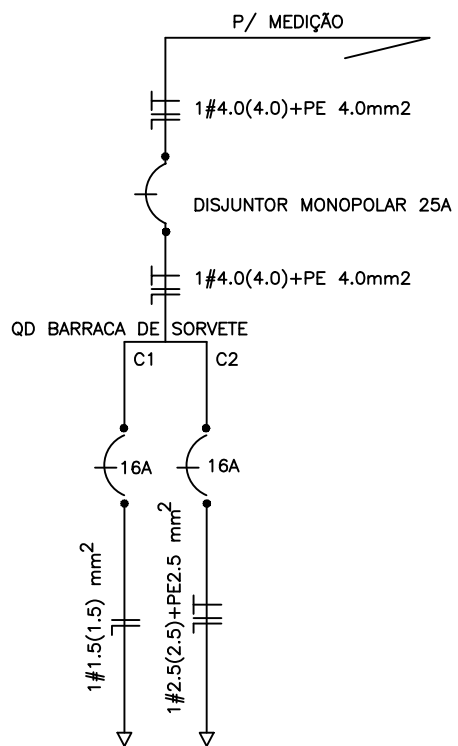 P/ MEDIÇÃO
1#4.0(4.0)+PE 4.0mm2
DISJUNTOR MONOPOLAR 25A
1#4.0(4.0)+PE 4.0mm2
QD BARRACA DE SORVETE
C1
C2
16A
16A
1#1.5(1.5) mm²
1#2.5(2.5)+PE2.5 mm²